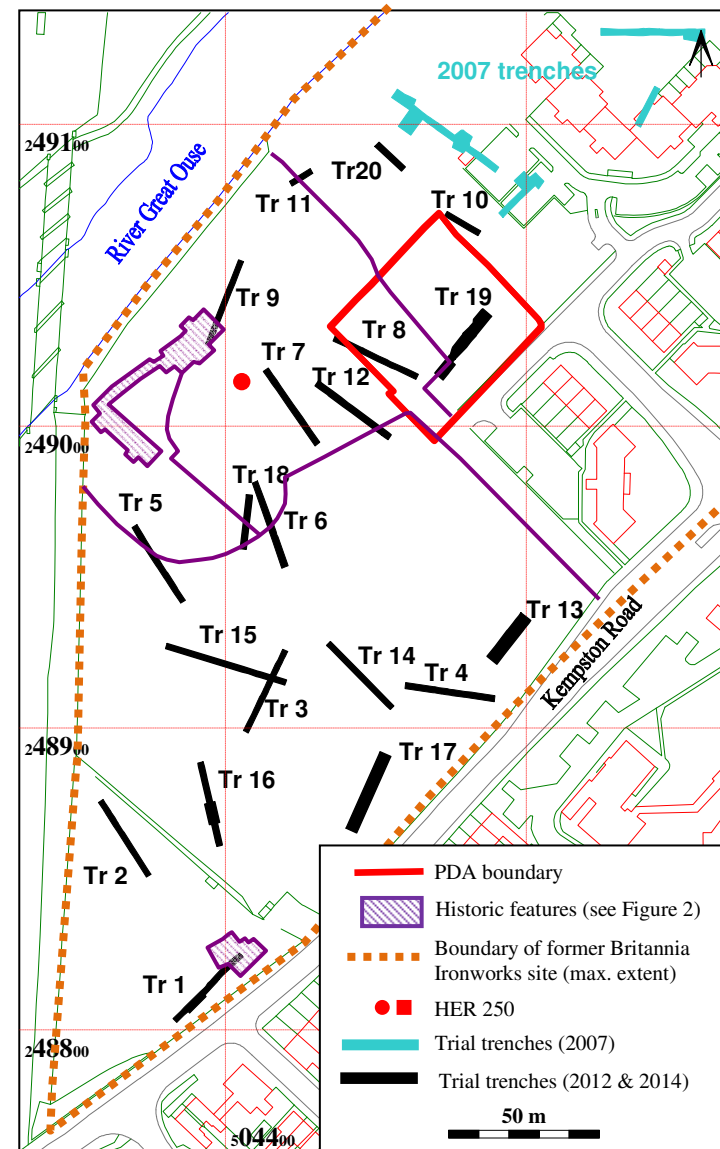 2007 trenches
249100
River Great Ouse
Tr20
Tr 11
Tr 10
Tr 9
Tr 19
Tr 8
Tr 7
Tr 12
249000
Tr 18
Tr 5
Tr 6
Tr 13
Kempston Road
Tr 15
Tr 14
Tr 4
Tr 3
248900
Tr 17
Tr 16
Tr 2
Tr 1
248800
504400
PDA boundary
Historic features (see Figure 2)
Boundary of former Britannia
Ironworks site (max. extent)
HER 250
Trial trenches (2007)
Trial trenches (2012 & 2014)
50 m